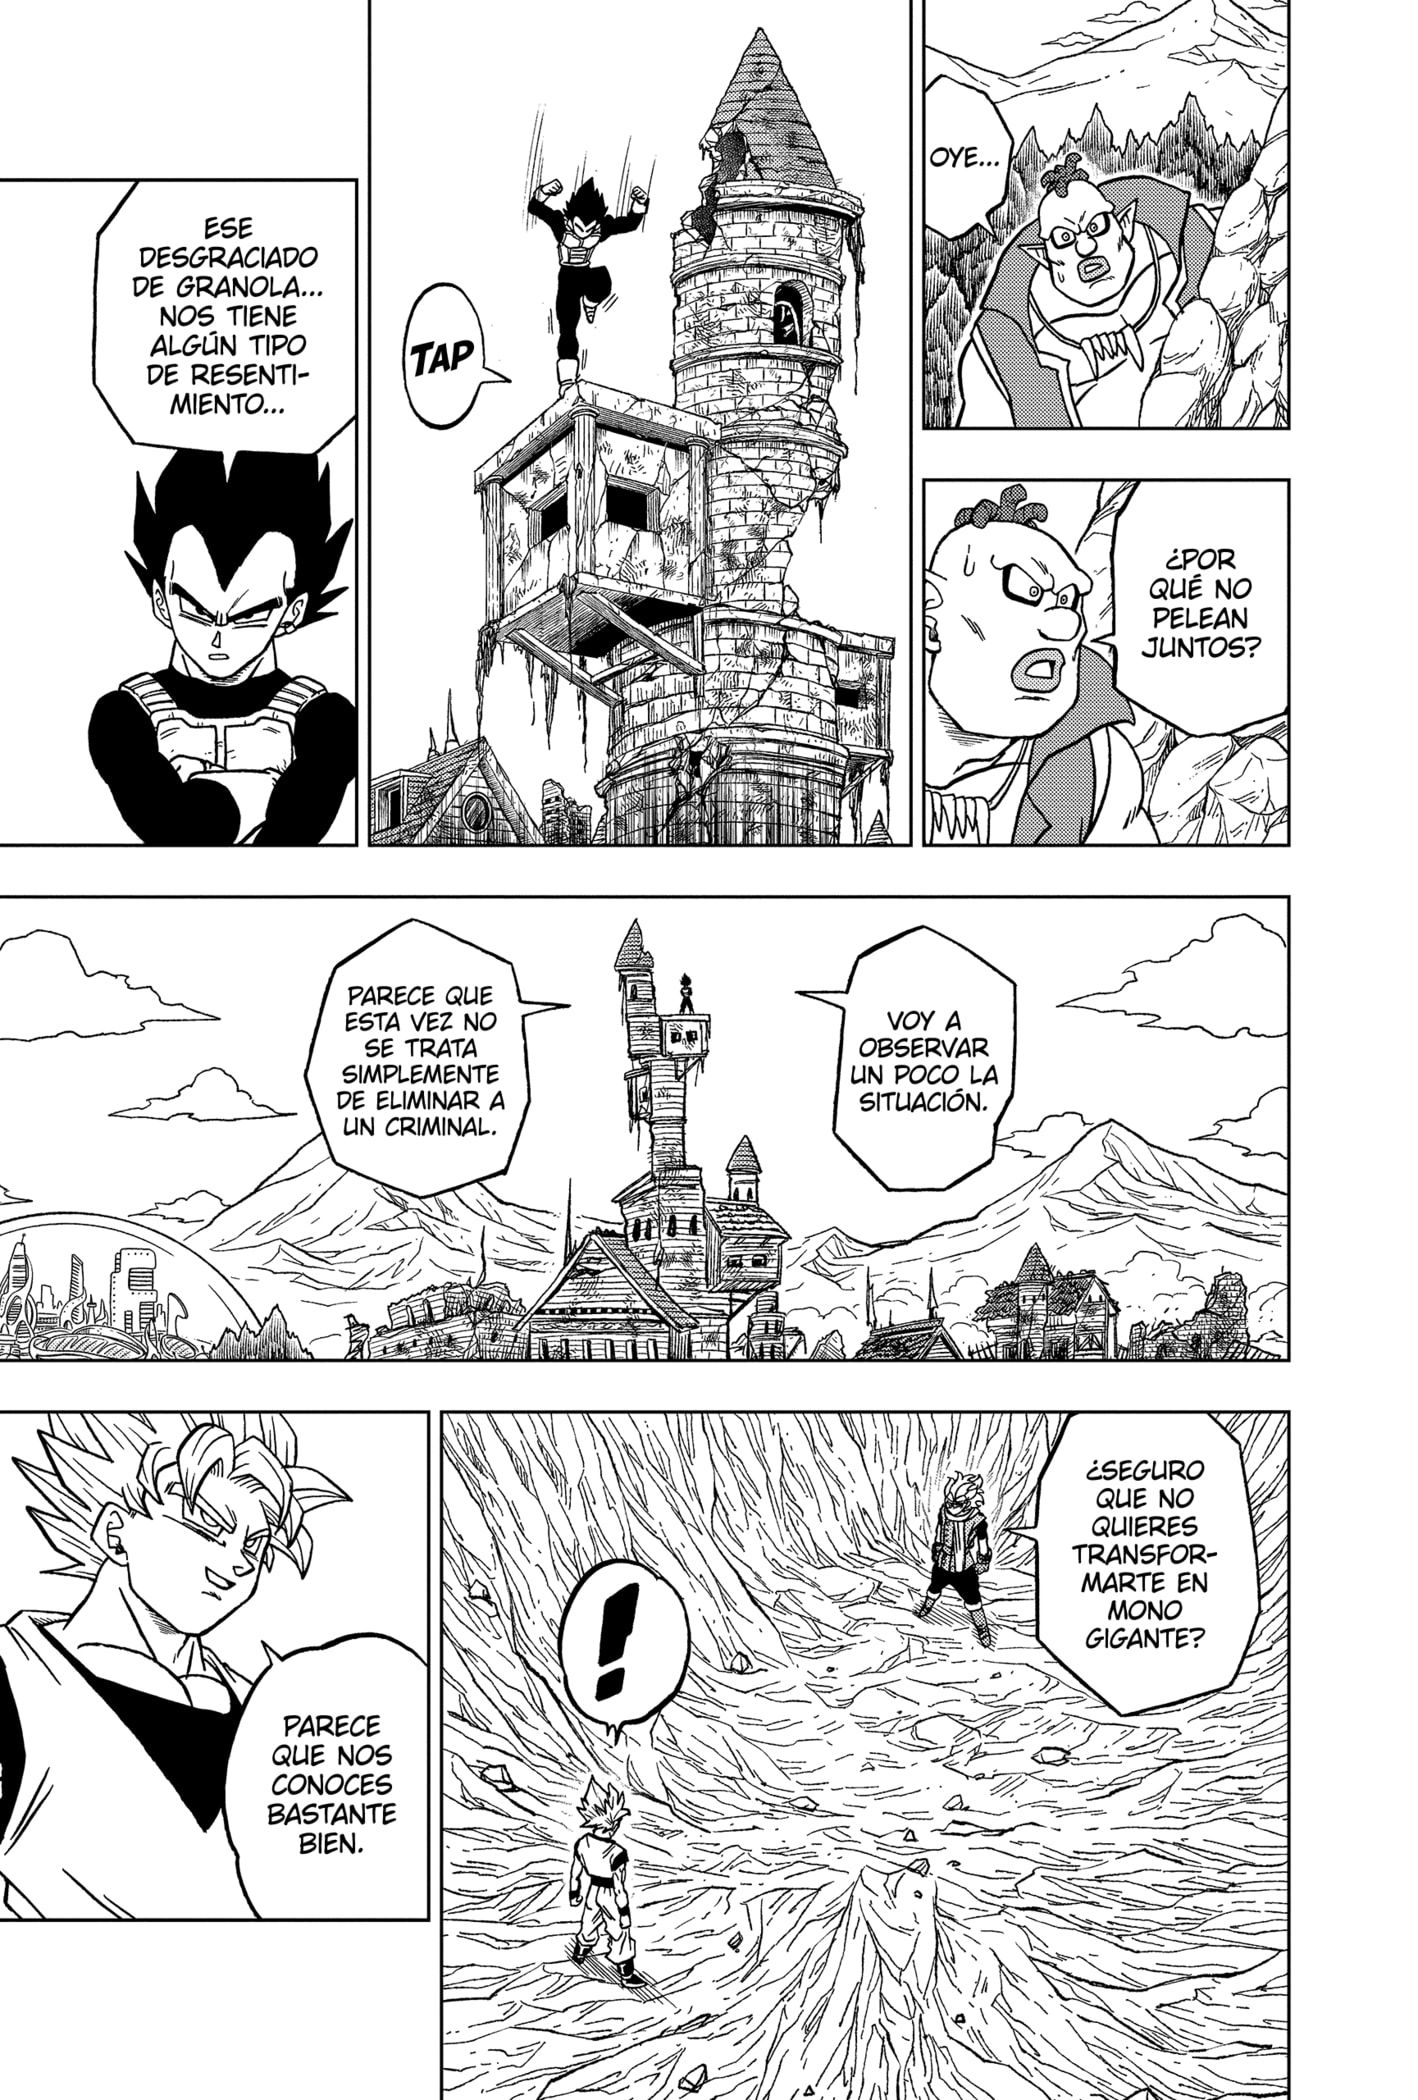 OYE...
¿POR
QUÉ NO
PELEAN
JUNTOS?
TAP
ESE
DESGRACIADO
DE GRANOLA...
NOS TIENE
ALGÚN TIPO
DE RESENTI-
MIENTO...
VOY A
OBSERVAR
UN POCO LA
SITUACIÓN.
PARECE QUE
ESTA VEZ NO
SE TRATA
SIMPLEMENTE
DE ELIMINAR A
UN CRIMINAL.
¿SEGURO
QUE NO
QUIERES
TRANSFOR-
MARTE EN
MONO
GIGANTE?
!
PARECE
QUE NOS
CONOCES
BASTANTE
BIEN.